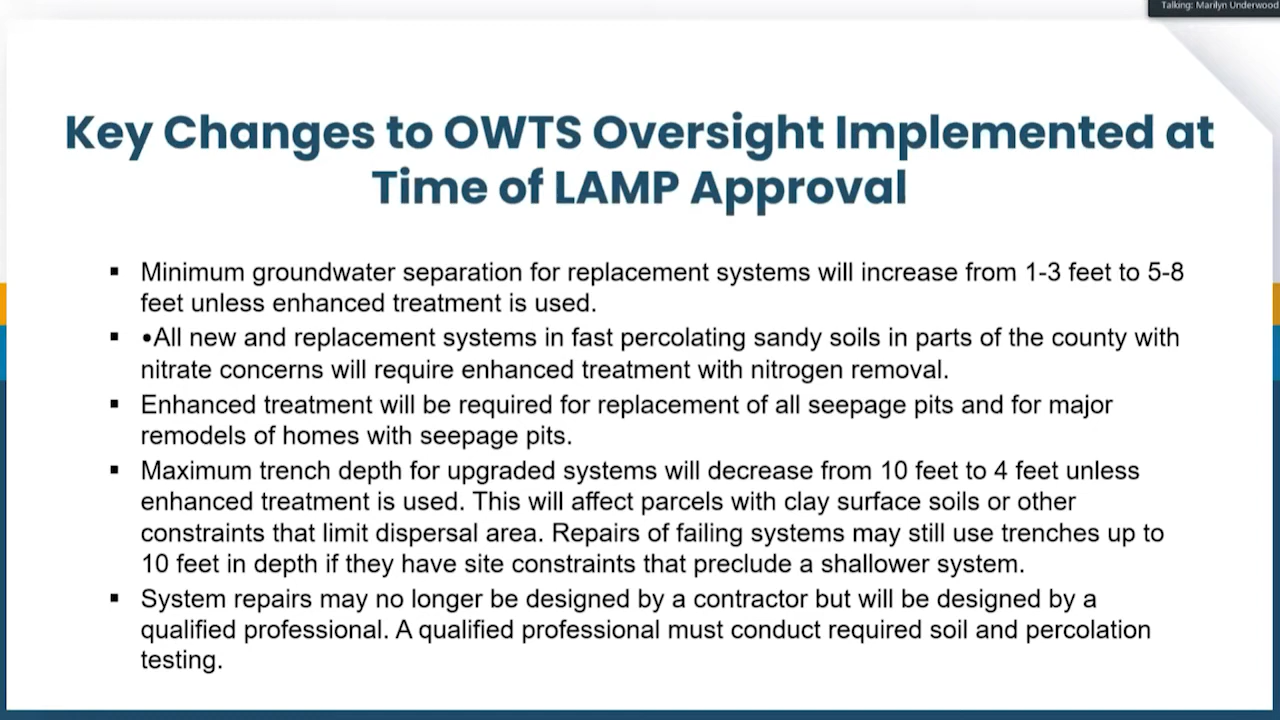 Talking: Marilyn Underwood
Key Changes to OWTS Oversight Implemented at
Time of LAMP Approval
▪ Minimum groundwater separation for replacement systems will increase from 1-3 feet to 5-8
feet unless enhanced treatment is used.
▪ •All new and replacement systems in fast percolating sandy soils in parts of the county with
nitrate concerns will require enhanced treatment with nitrogen removal.
▪ Enhanced treatment will be required for replacement of all seepage pits and for major
remodels of homes with seepage pits.
▪ Maximum trench depth for upgraded systems will decrease from 10 feet to 4 feet unless
enhanced treatment is used. This will affect parcels with clay surface soils or other
constraints that limit dispersal area. Repairs of failing systems may still use trenches up to
10 feet in depth if they have site constraints that preclude a shallower system.
▪ System repairs may no longer be designed by a contractor but will be designed by a
qualified professional. A qualified professional must conduct required soil and percolation
testing.